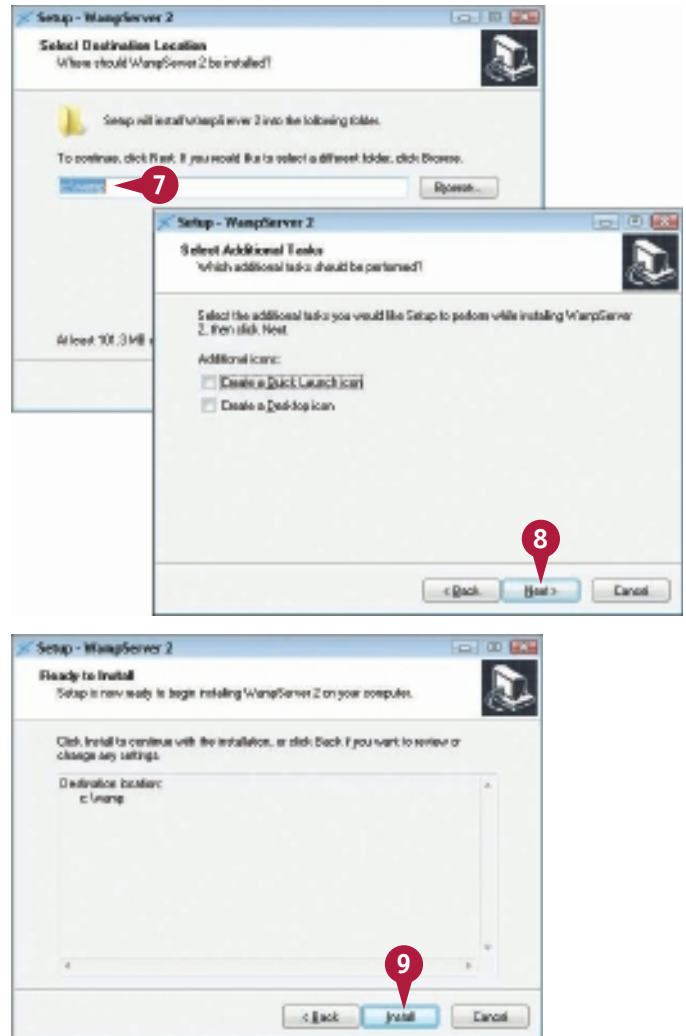 Setup - WampServer 2
Select Destination Location
Where should WampServer 2 be installed?
Setup will install WampServer 2 into the following folder.
To continue, click Next. If you would like to select a different folder, click Browse.
c:\wamp
7
Browse...
At least 101.3 MB
Setup - WampServer 2
Select Additional Tasks
Which additional tasks should be performed?
Select the additional tasks you would like Setup to perform while installing WampServer
2, then click Next.
Additional icons:
Create a Quick Launch icon
Create a Desktop icon
8
< Back
Next >
Cancel
Setup - WampServer 2
Ready to Install
Setup is now ready to begin installing WampServer 2 on your computer.
Click Install to continue with the installation, or click Back if you want to review or
change any settings.
Destination location:
c:\wamp
9
< Back
Install
Cancel